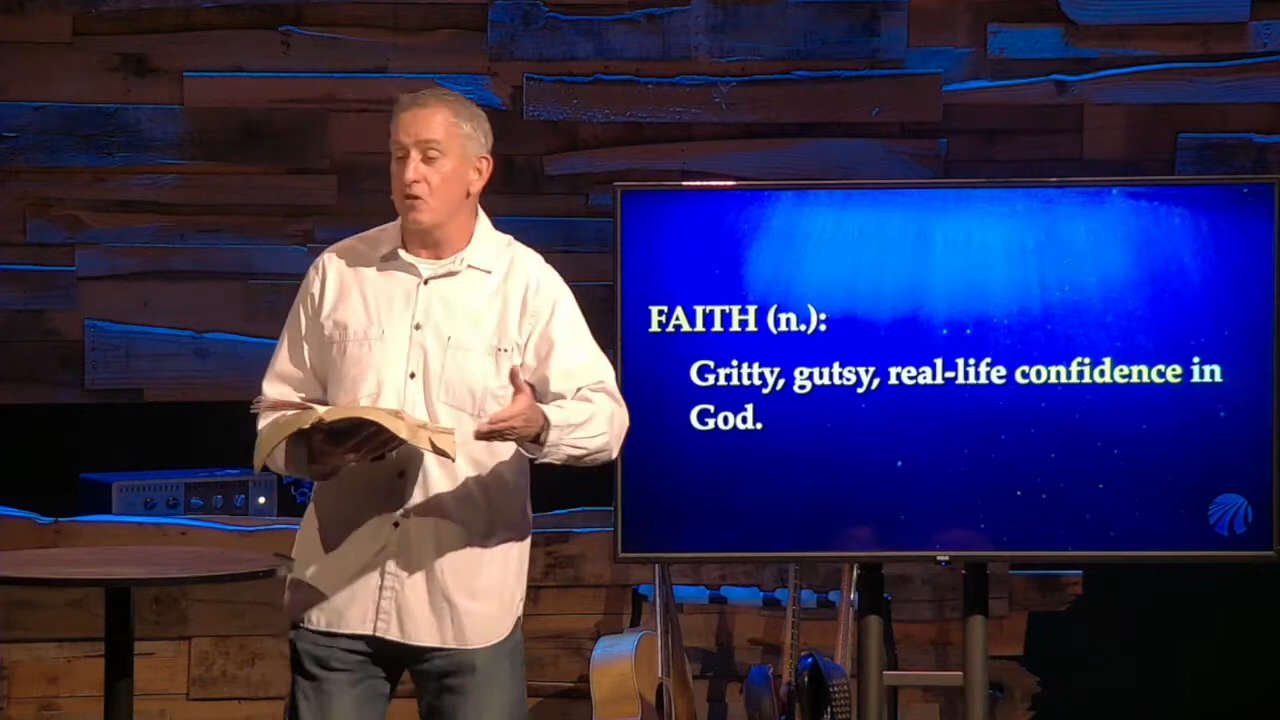 FAITH (n.):
Gritty, gutsy, real-life confidence in
God.